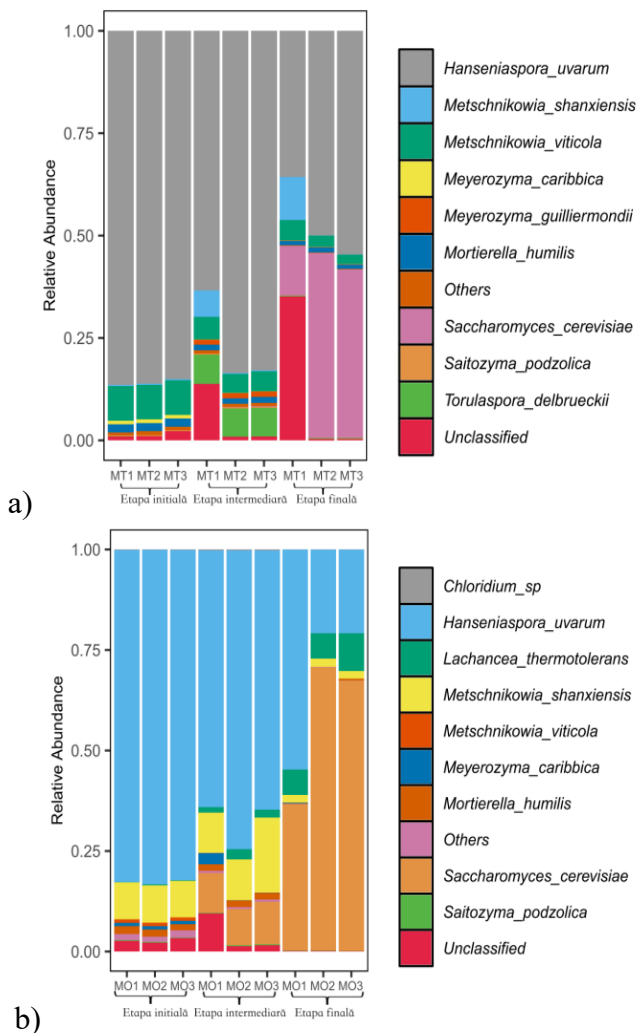 1.00
0.75
0.50
0.25
0.00
Relative Abundance
MT1 MT2 MT3 MT1 MT2 MT3 MT1 MT2 MT3
Etapa inițială Etapa intermediară Etapa finală
Hanseniaspora_uvarum
Metschnikowia_shanxiensis
Metschnikowia_viticola
Meyerozyma_caribbica
Meyerozyma_guilliermondii
Mortierella_humilis
Others
Saccharomyces_cerevisiae
Saitozyma_podzolica
Torulaspora_delbrueckii
Unclassified
a)
1.00
0.75
0.50
0.25
0.00
Relative Abundance
MO1 MO2 MO3 MO1 MO2 MO3 MO1 MO2 MO3
Etapa inițială Etapa intermediară Etapa finală
Chloridium_sp
Hanseniaspora_uvarum
Lachancea_thermotolerans
Metschnikowia_shanxiensis
Metschnikowia_viticola
Meyerozyma_caribbica
Mortierella_humilis
Others
Saccharomyces_cerevisiae
Saitozyma_podzolica
Unclassified
b)